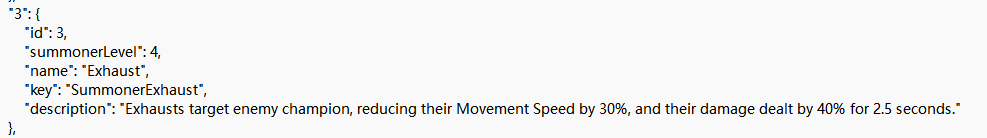 "3": {
"id": 3,
"summonerLevel": 4,
"name": "Exhaust",
"key": "SummonerExhaust",
"description": "Exhausts target enemy champion, reducing their Movement Speed by 30%, and their damage dealt by 40% for 2.5 seconds."
},